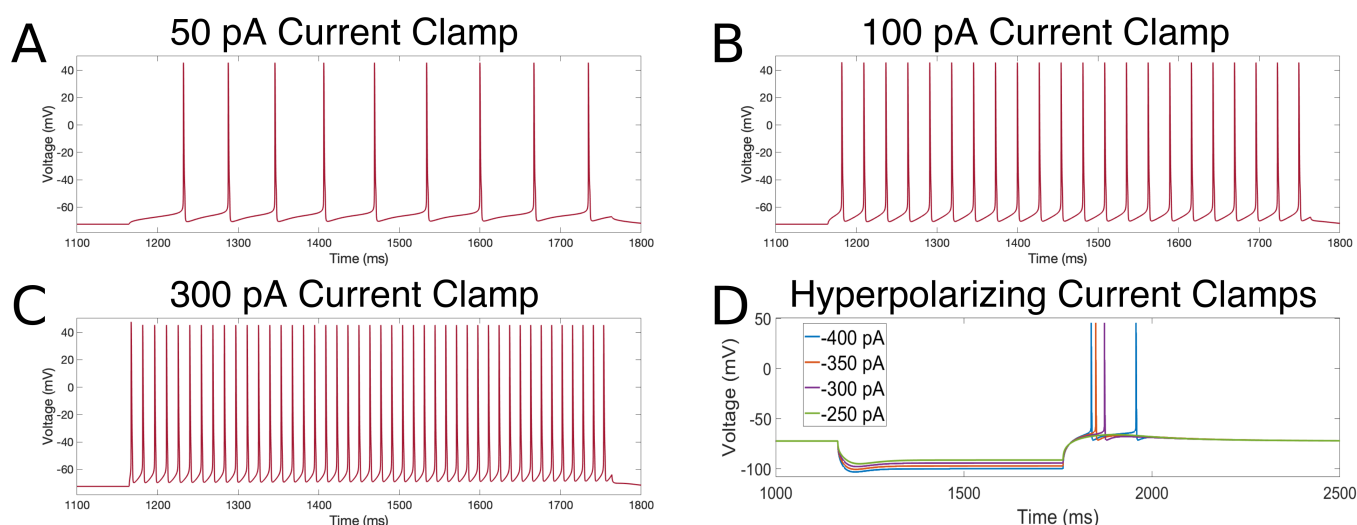 A
50 pA Current Clamp
Voltage (mV)
40
20
0
-20
-40
-60
1100 1200 1300 1400 1500 1600 1700 1800
Time (ms)
B
100 pA Current Clamp
Voltage (mV)
40
20
0
-20
-40
-60
1100 1200 1300 1400 1500 1600 1700 1800
Time (ms)
C
300 pA Current Clamp
Voltage (mV)
40
20
0
-20
-40
-60
1100 1200 1300 1400 1500 1600 1700 1800
Time (ms)
D
Hyperpolarizing Current Clamps
Voltage (mV)
50
0
-50
-100
-400 pA
-350 pA
-300 pA
-250 pA
1000 1500 2000 2500
Time (ms)